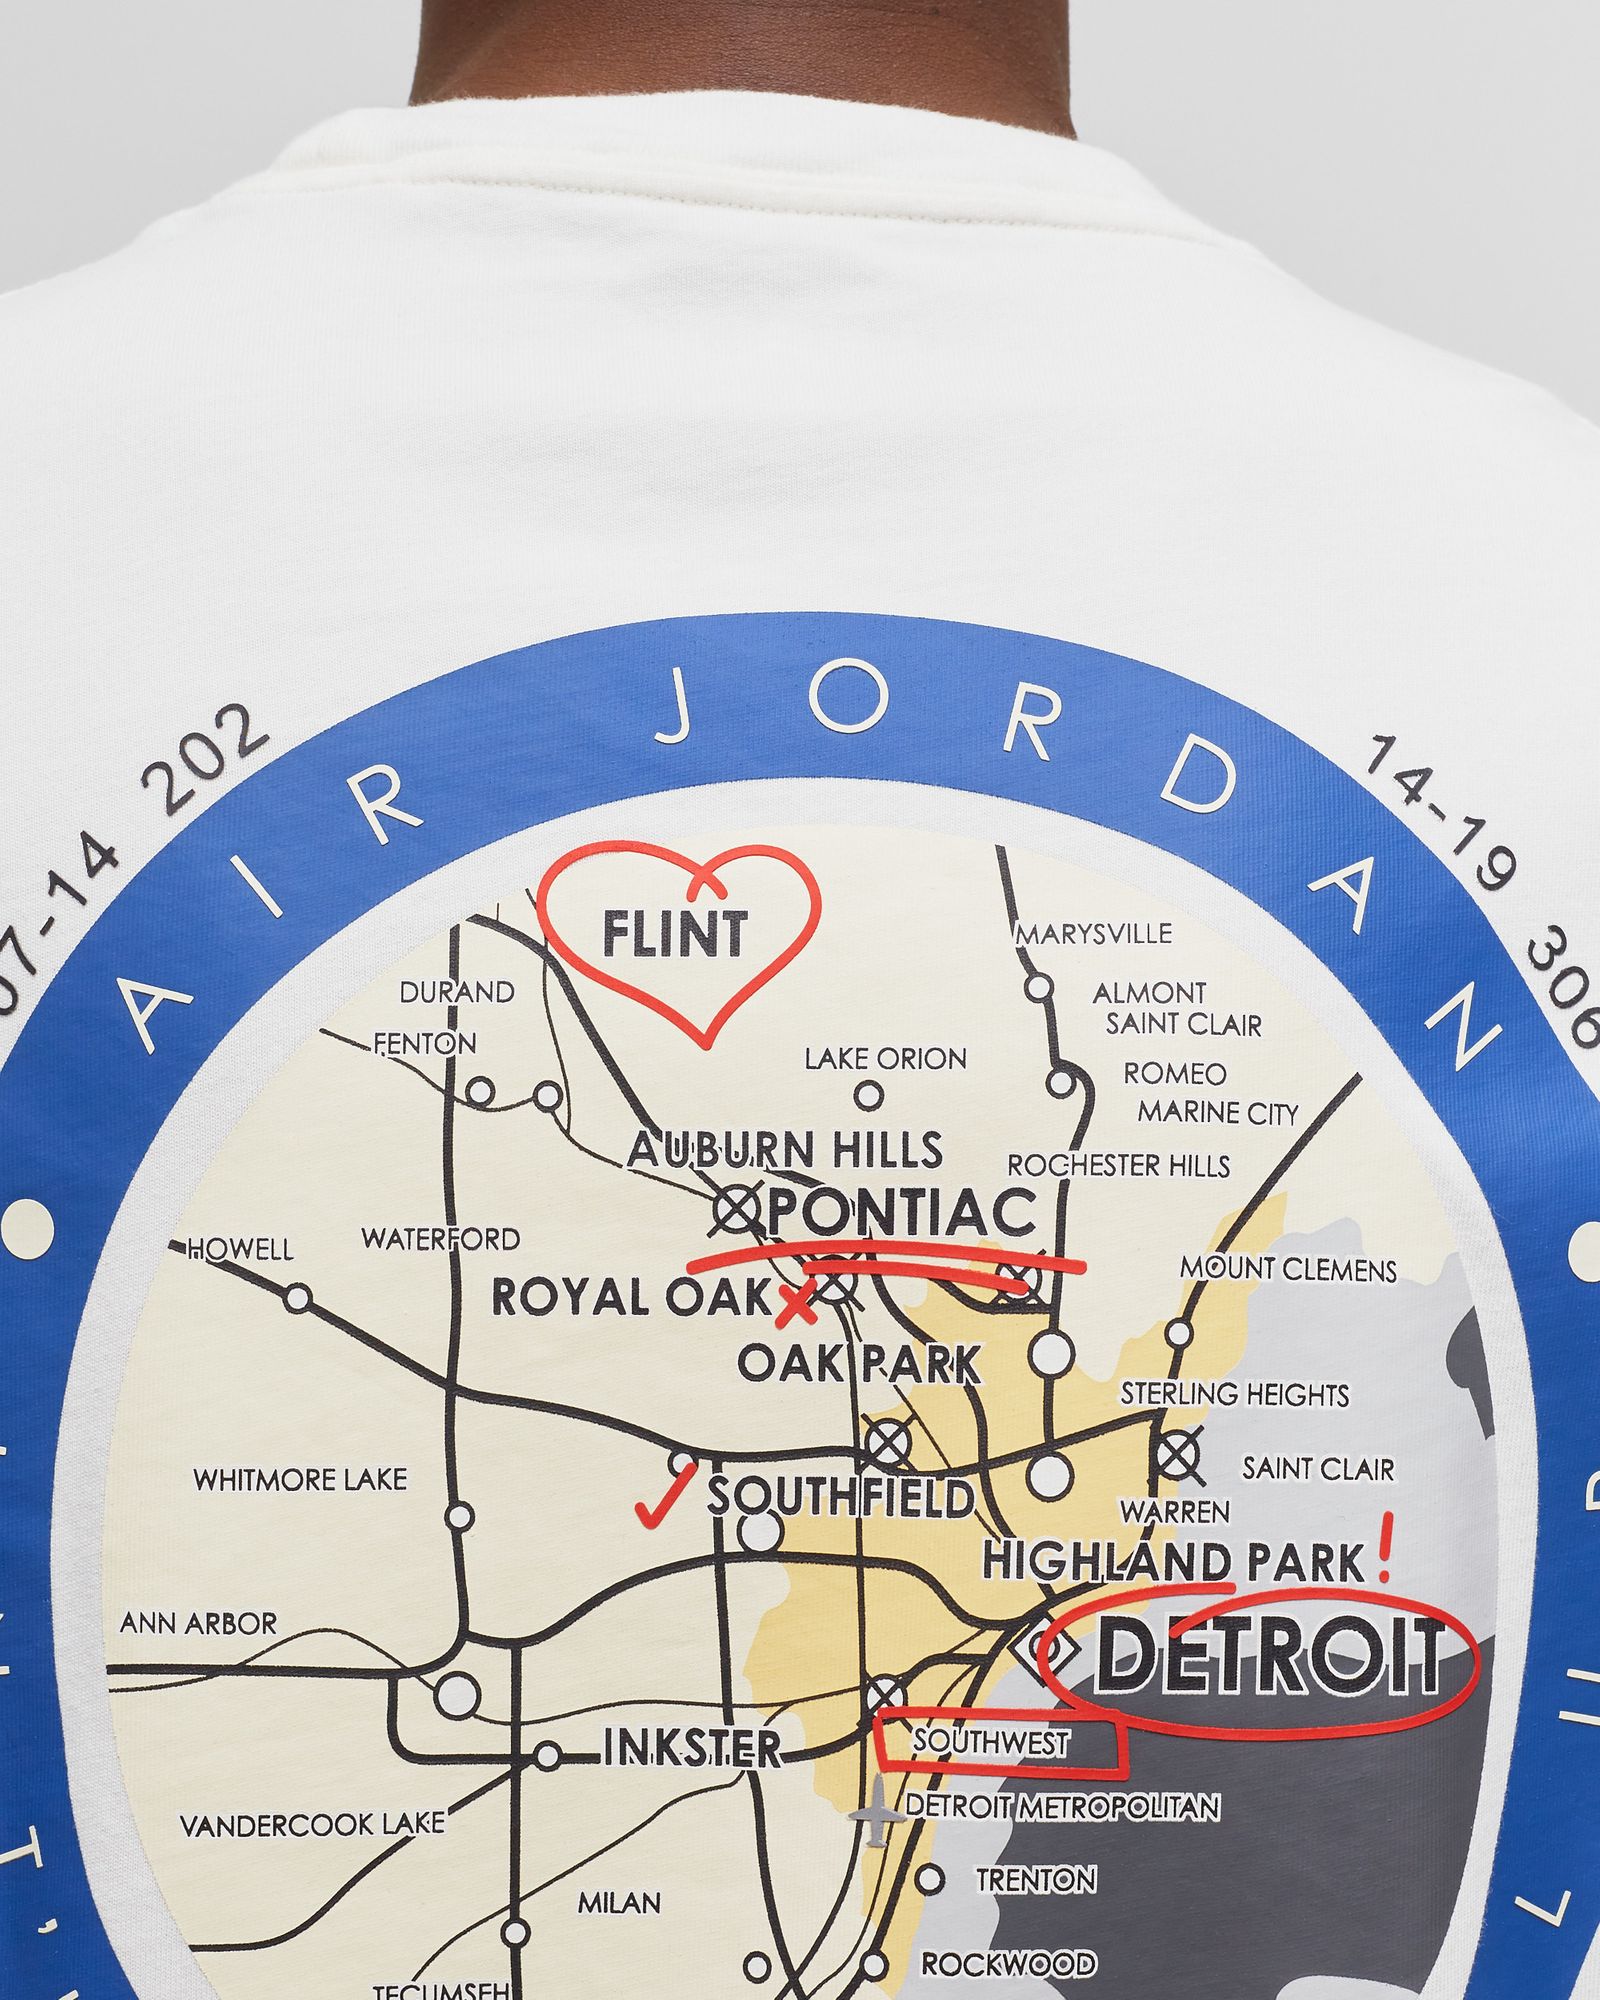 AIR JORDAN
202
14-19
306
FLINT
MARYSVILLE
DURAND
ALMONT
SAINT CLAIR
FENTON
LAKE ORION
ROMEO
MARINE CITY
AUBURN HILLS
ROCHESTER HILLS
PONTIAC
HOWELL
WATERFORD
MOUNT CLEMENS
ROYAL OAK
OAK PARK
STERLING HEIGHTS
WHITMORE LAKE
SOUTHFIELD
SAINT CLAIR
WARREN
HIGHLAND PARK!
ANN ARBOR
DETROIT
INKSTER
SOUTHWEST
VANDERCOOK LAKE
DETROIT METROPOLITAN
TRENTON
MILAN
ROCKWOOD
TECUMSEH